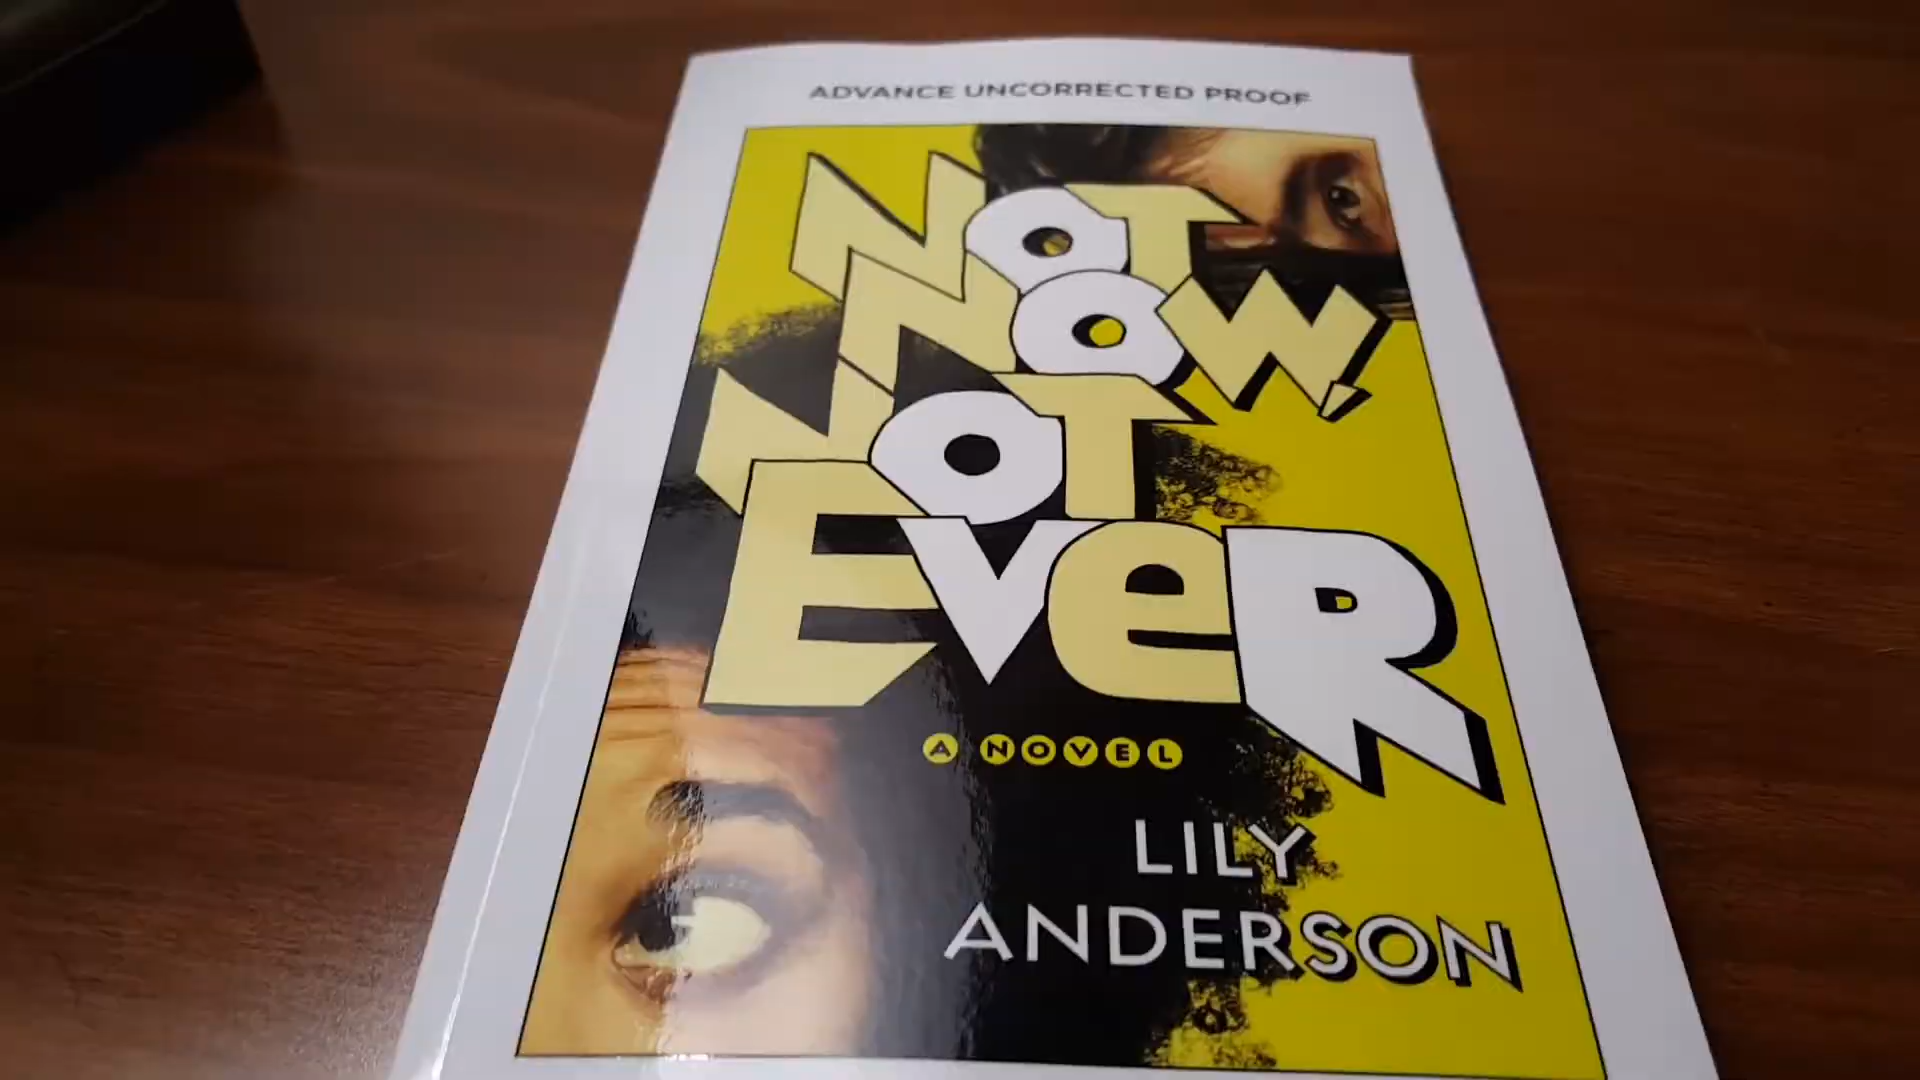 ADVANCE UNCORRECTED PROOF
NOT
NOW,
NOT
EVeR
A NOVEL
LILY
ANDERSON